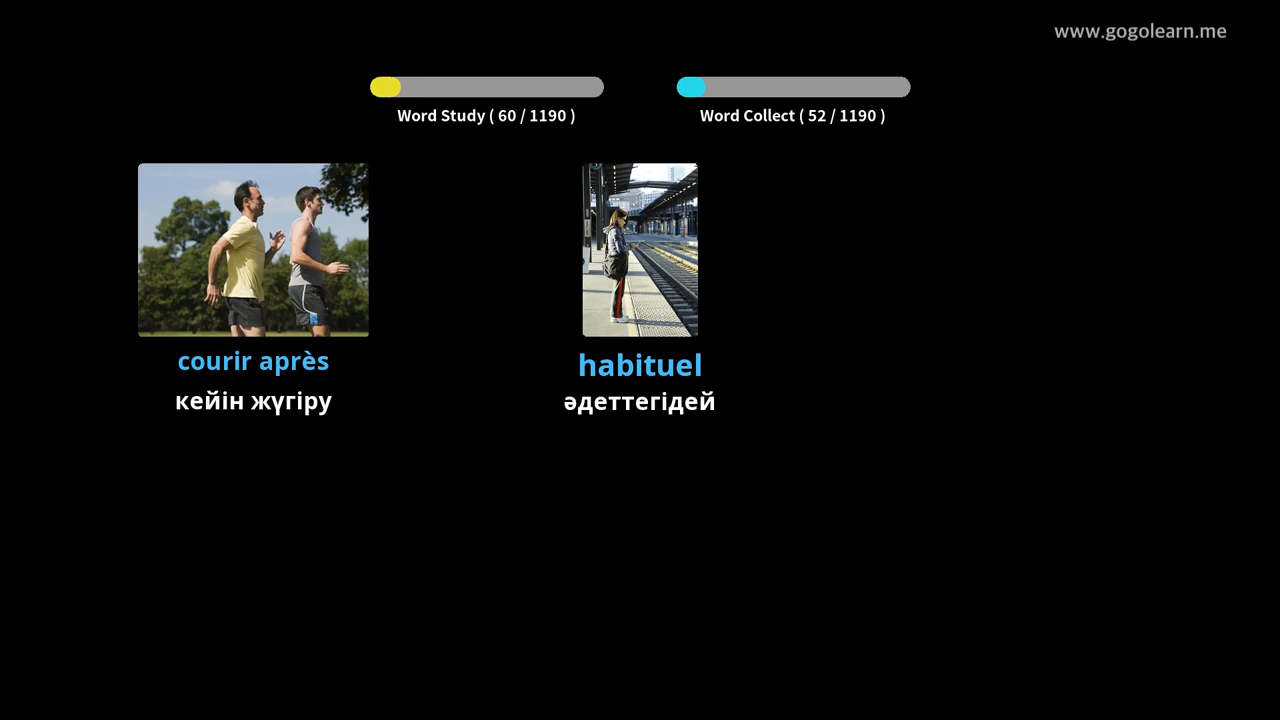 www.gogolearn.me
Word Study ( 60 / 1190 )
Word Collect ( 52 / 1190 )
courir après
кейін жүгіру
habituel
әдеттегідей